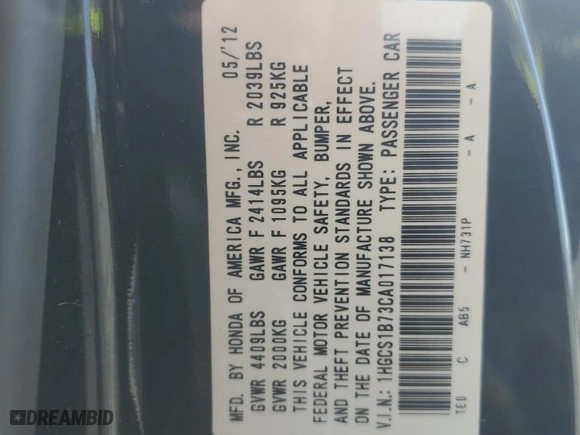 MFD. BY HONDA OF AMERICA MFG., INC. 05/'12
GVWR 4409LBS GAWR F 2414LBS R 2039LBS
GVWR 2000KG GAWR F 1095KG R 925KG
THIS VEHICLE CONFORMS TO ALL APPLICABLE
FEDERAL MOTOR VEHICLE SAFETY, BUMPER,
AND THEFT PREVENTION STANDARDS IN EFFECT
ON THE DATE OF MANUFACTURE SHOWN ABOVE.
V.I.N.: 1HGCS1B73CA017138 TYPE: PASSENGER CAR
TE0 C AB5 - NH731P - A - A
DREAMBID